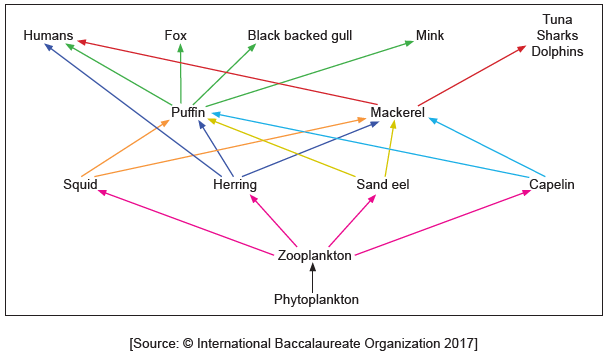 Humans
Fox
Black backed gull
Mink
Tuna
Sharks
Dolphins
Puffin
Mackerel
Squid
Herring
Sand eel
Capelin
Zooplankton
Phytoplankton
[Source: © International Baccalaureate Organization 2017]